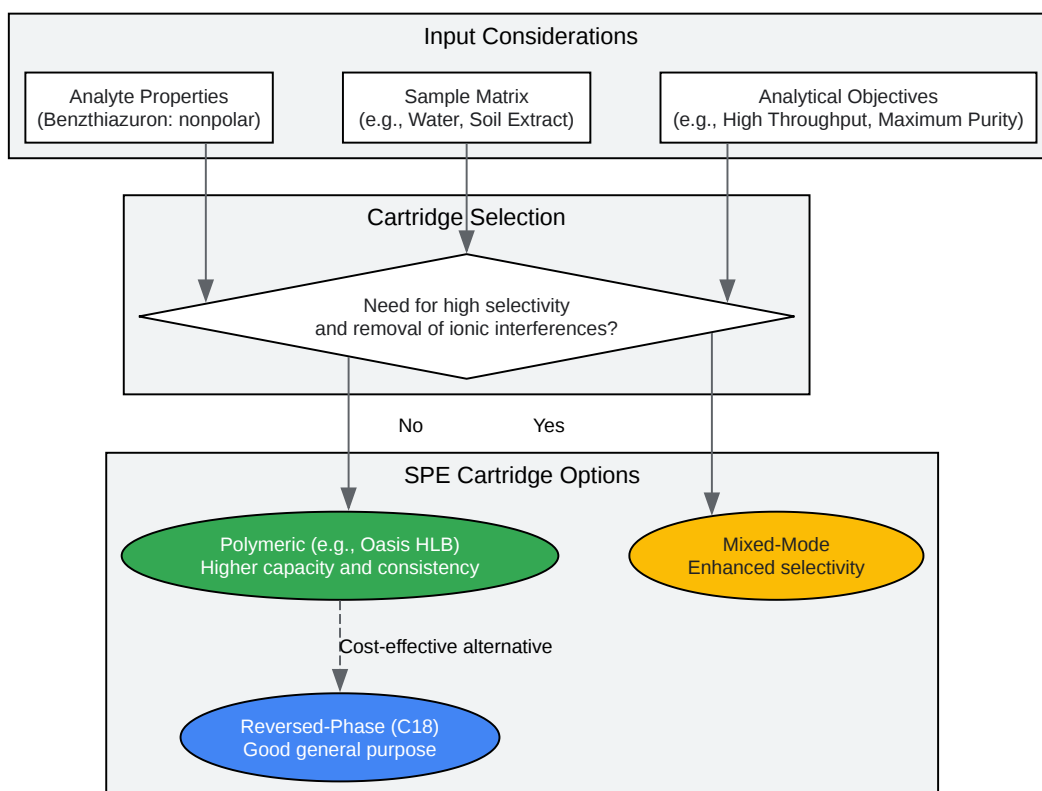 Input Considerations
Analyte Properties
(Benzthiazuron: nonpolar)
Sample Matrix
(e.g., Water, Soil Extract)
Analytical Objectives
(e.g., High Throughput, Maximum Purity)
Cartridge Selection
Need for high selectivity
and removal of ionic interferences?
No
Yes
SPE Cartridge Options
Polymeric (e.g., Oasis HLB)
Higher capacity and consistency
Mixed-Mode
Enhanced selectivity
Cost-effective alternative
Reversed-Phase (C18)
Good general purpose